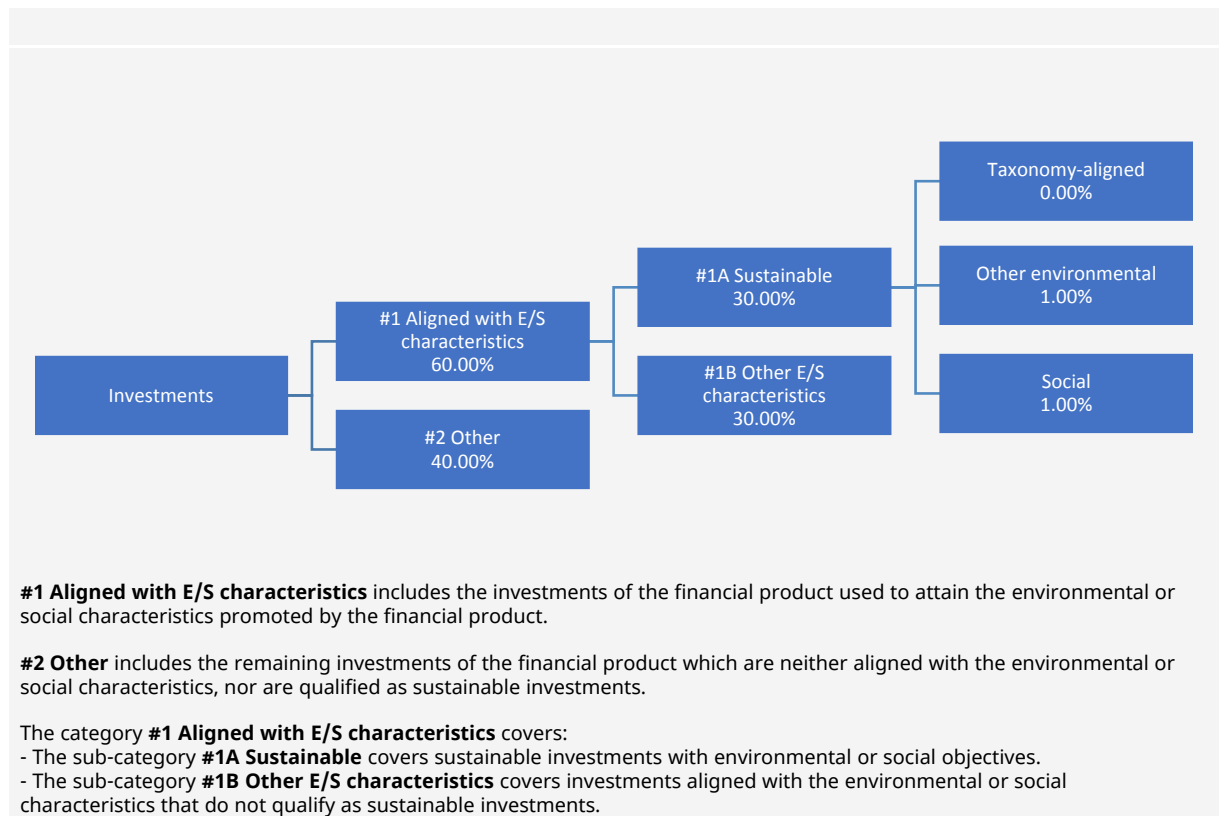 Investments
#1 Aligned with E/S
characteristics
60.00%
#2 Other
40.00%
#1A Sustainable
30.00%
#1B Other E/S
characteristics
30.00%
Taxonomy-aligned
0.00%
Other environmental
1.00%
Social
1.00%
#1 Aligned with E/S characteristics includes the investments of the financial product used to attain the environmental or
social characteristics promoted by the financial product.
#2 Other includes the remaining investments of the financial product which are neither aligned with the environmental or
social characteristics, nor are qualified as sustainable investments.
The category #1 Aligned with E/S characteristics covers:
- The sub-category #1A Sustainable covers sustainable investments with environmental or social objectives.
- The sub-category #1B Other E/S characteristics covers investments aligned with the environmental or social
characteristics that do not qualify as sustainable investments.